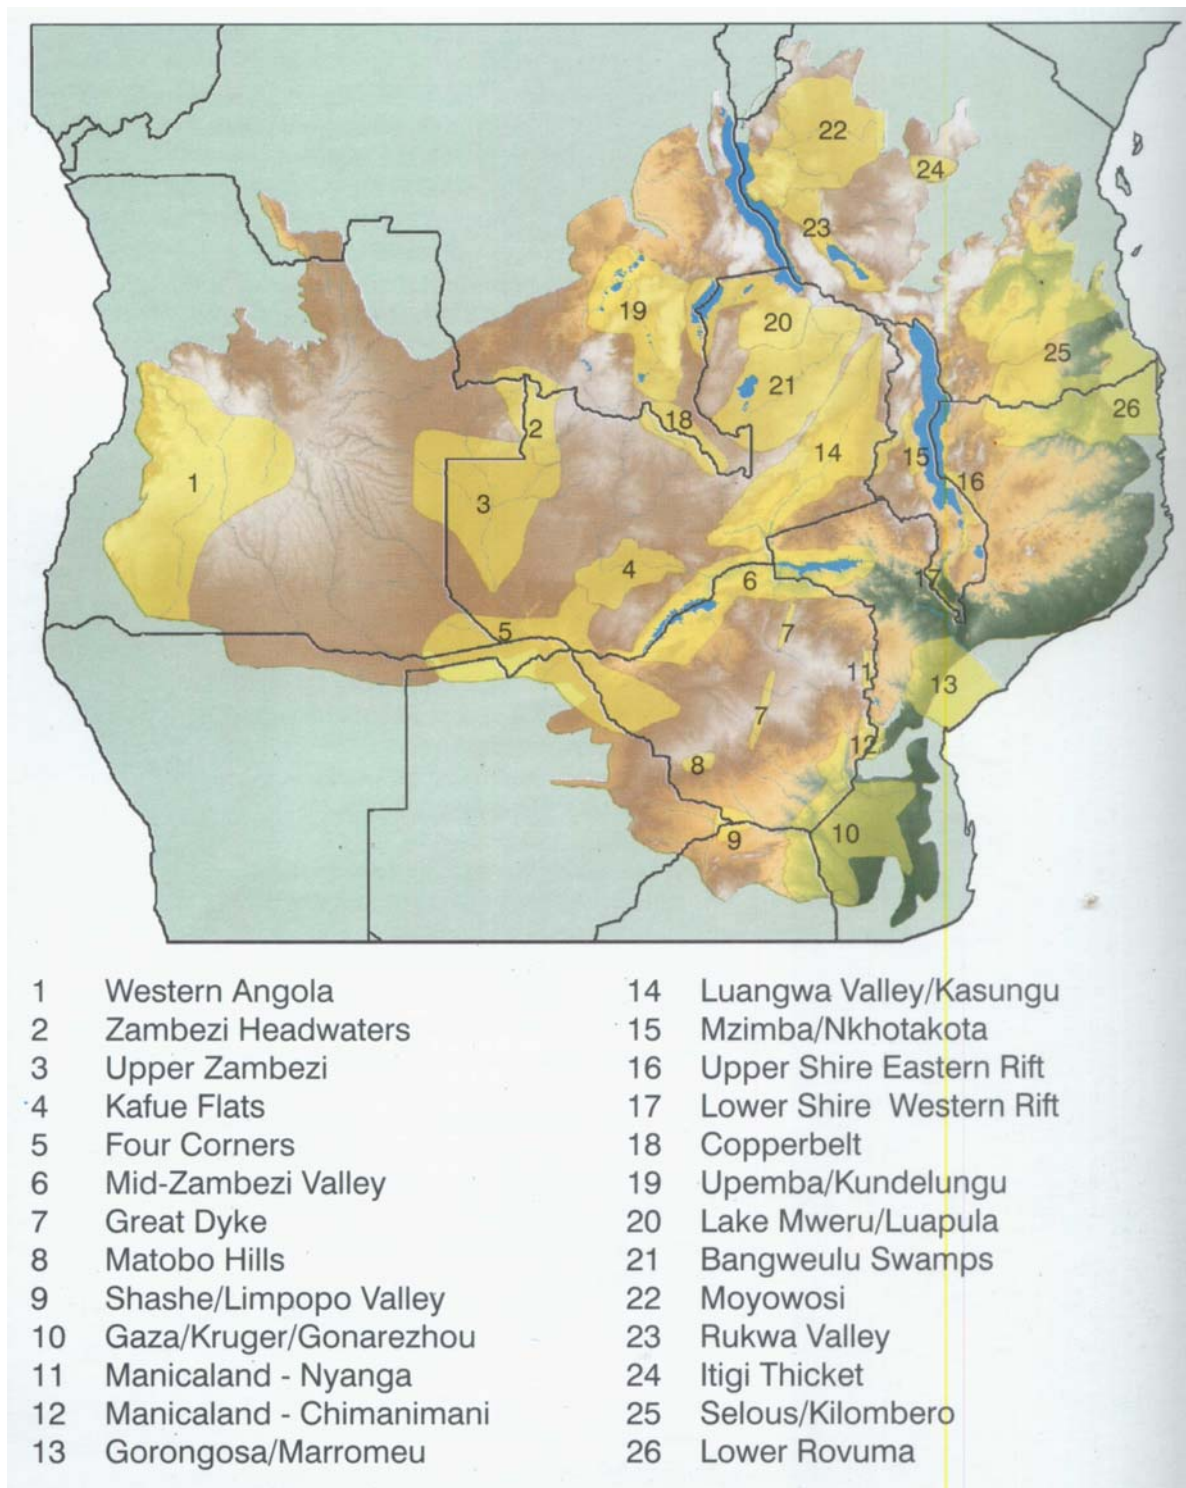 22
24
23
19
20
25
21
26
18
2
14
15
16
1
3
4
6
17
5
7
11
13
7
12
8
9
10
1 Western Angola
2 Zambezi Headwaters
3 Upper Zambezi
4 Kafue Flats
5 Four Corners
6 Mid-Zambezi Valley
7 Great Dyke
8 Matobo Hills
9 Shashe/Limpopo Valley
10 Gaza/Kruger/Gonarezhou
11 Manicaland - Nyanga
12 Manicaland - Chimanimani
13 Gorongosa/Marromeu
14 Luangwa Valley/Kasungu
15 Mzimba/Nkhotakota
16 Upper Shire Eastern Rift
17 Lower Shire Western Rift
18 Copperbelt
19 Upemba/Kundelungu
20 Lake Mweru/Luapula
21 Bangweulu Swamps
22 Moyowosi
23 Rukwa Valley
24 Itigi Thicket
25 Selous/Kilombero
26 Lower Rovuma